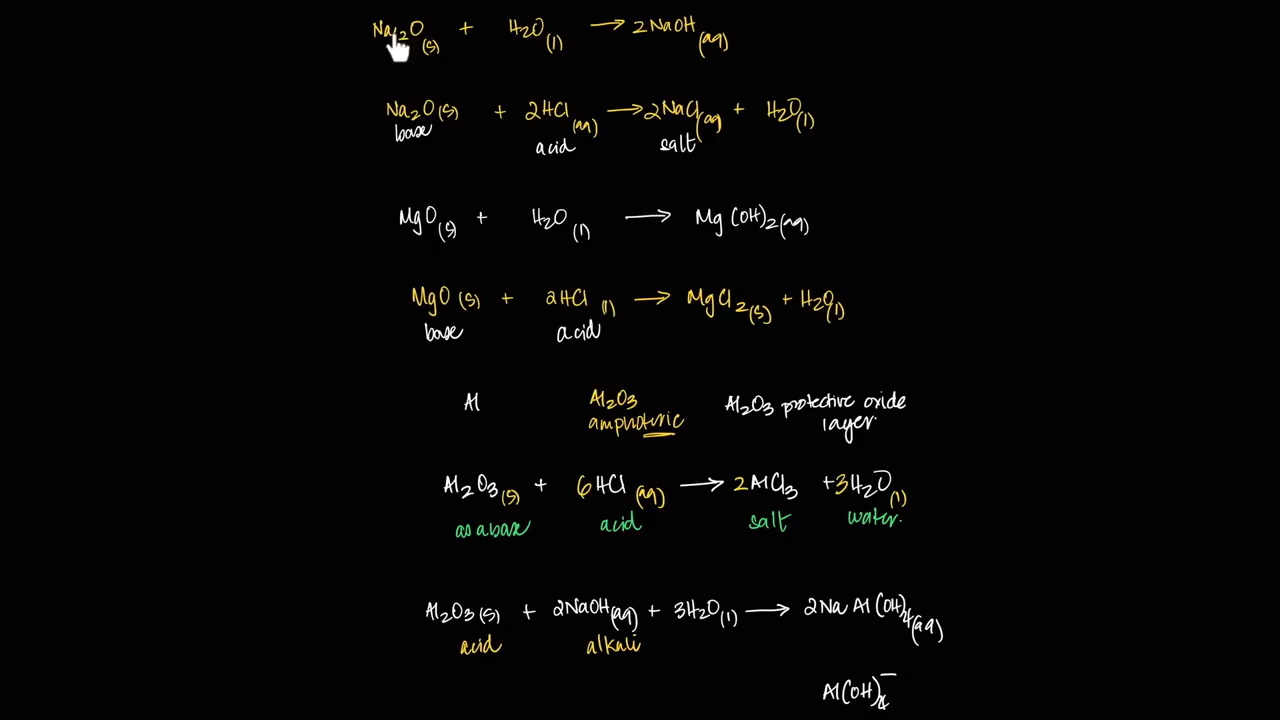 Na2O(s) + H2O(l) → 2NaOH(aq)
Na2O(s) + 2HCl(aq) → 2NaCl(aq + H2O(l)
base acid salt
MgO(s) + H2O(l) → Mg(OH)2(aq)
MgO(s) + 2HCl(l) → MgCl2(s) + H2O(l)
base acid
Al Al2O3 Al2O3 protective oxide
amphoteric layer.
Al2O3(s) + 6HCl(aq) → 2AlCl3 + 3H2O(l)
as a base acid salt water.
Al2O3(s) + 2NaOH(aq) + 3H2O(l) → 2NaAl(OH)4(aq)
acid alkali
Al(OH)4⁻